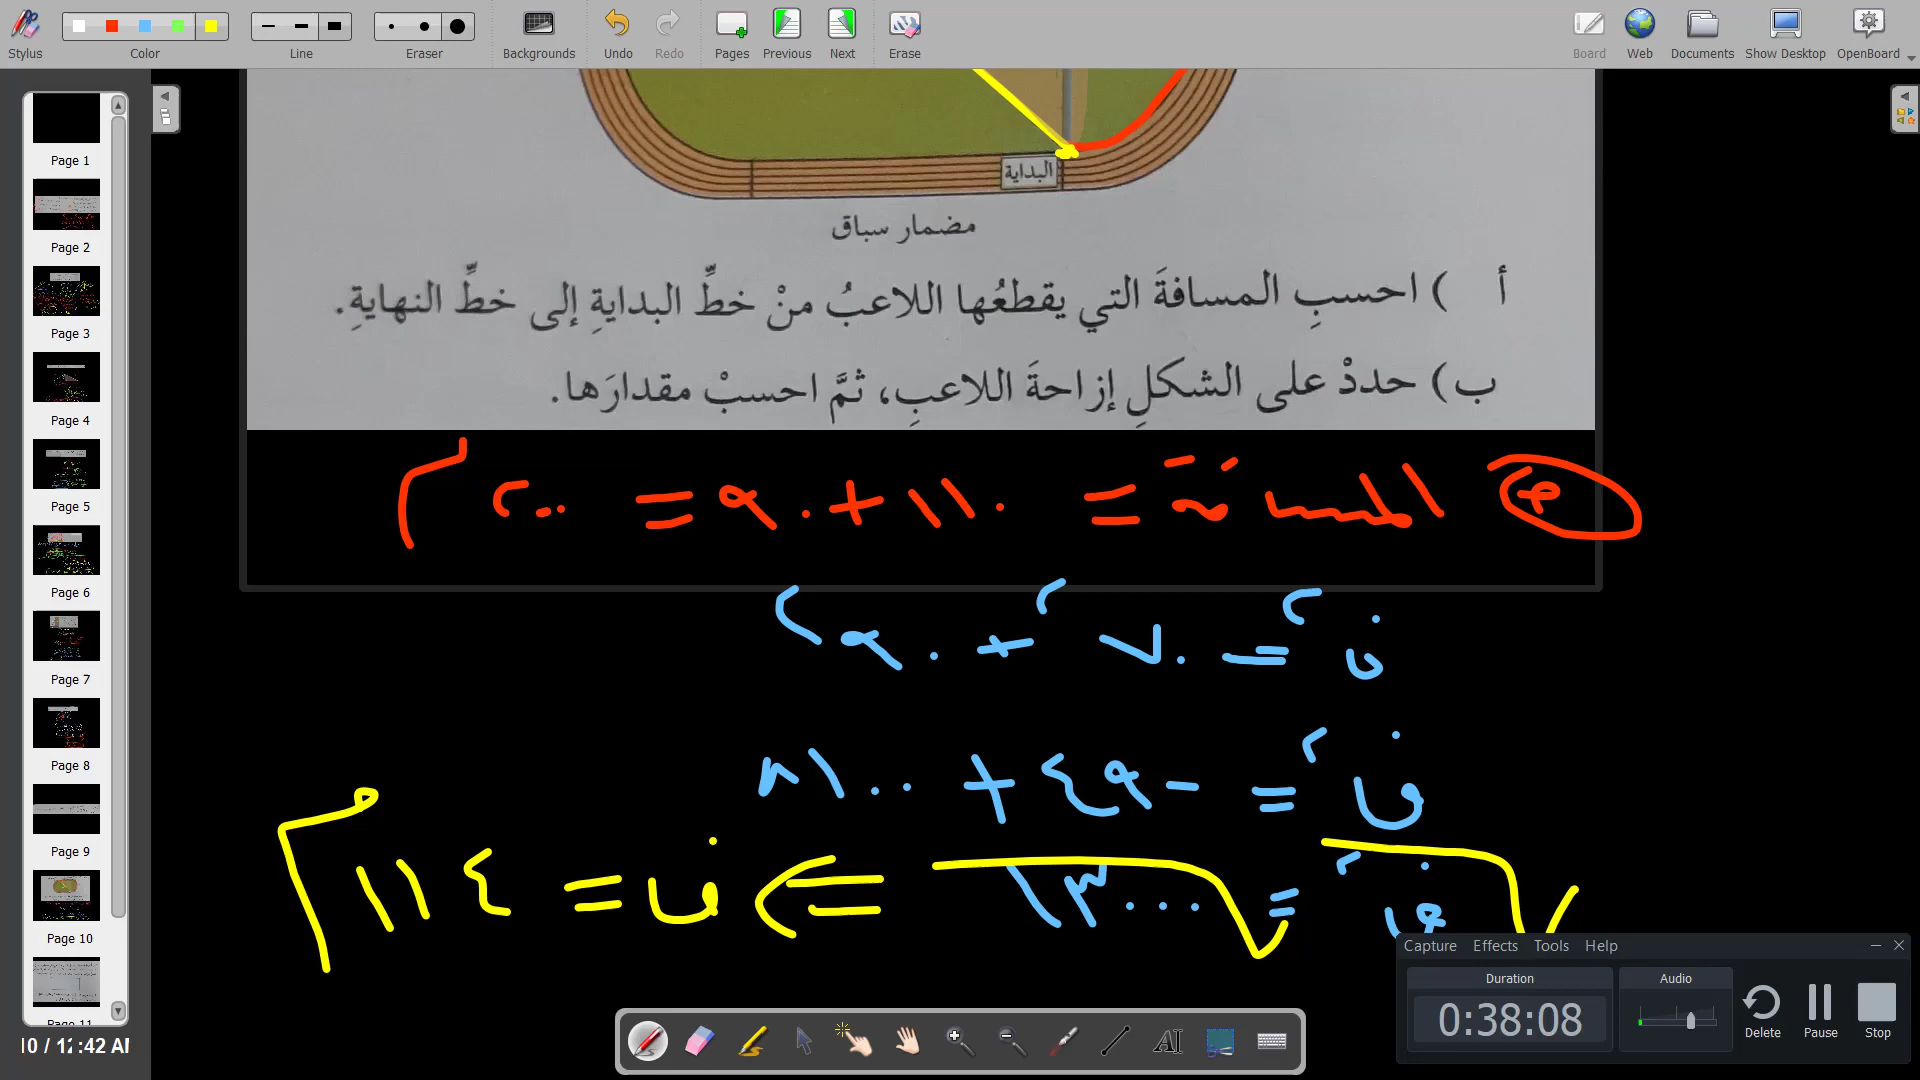 Stylus
Color
Line
Eraser
Backgrounds
Undo
Redo
Pages
Previous
Next
Erase
Board
Web
Documents
Show Desktop
OpenBoard
Page 1
Page 2
Page 3
Page 4
Page 5
Page 6
Page 7
Page 8
Page 9
Page 10
البداية
مضمار سباق
أ ) احسبِ المسافةَ التي يقطعُها اللاعبُ منْ خطِّ البدايةِ إلى خطِّ النهايةِ.
ب) حددْ على الشكلِ إزاحةَ اللاعبِ، ثمَّ احسبْ مقدارَها.
المسافة = ١١٠ + ٩٠ = ٢٠٠ م
ف٢ = ٧٠٢ + ٩٠٢
ف٢ = ٤٩٠٠ + ٨١٠٠
ف٢ = ١٣٠٠٠ ⇐ ف = ١١٤ م
Capture Effects Tools Help
Duration
Audio
0:38:08
Delete
Pause
Stop